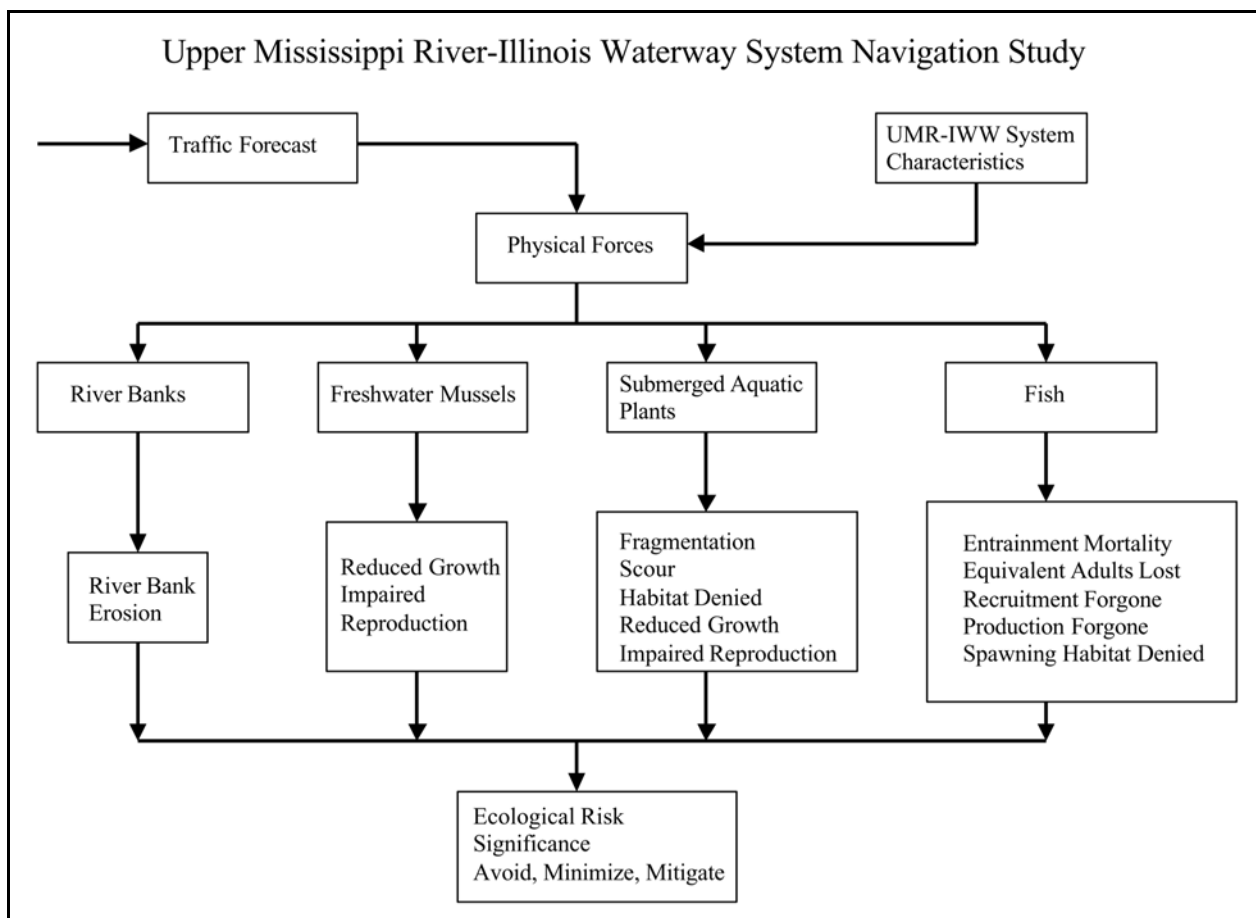 Upper Mississippi River-Illinois Waterway System Navigation Study
Traffic Forecast
UMR-IWW System
Characteristics
Physical Forces
River Banks
Freshwater Mussels
Submerged Aquatic
Plants
Fish
River Bank
Erosion
Reduced Growth
Impaired
Reproduction
Fragmentation
Scour
Habitat Denied
Reduced Growth
Impaired Reproduction
Entrainment Mortality
Equivalent Adults Lost
Recruitment Forgone
Production Forgone
Spawning Habitat Denied
Ecological Risk
Significance
Avoid, Minimize, Mitigate